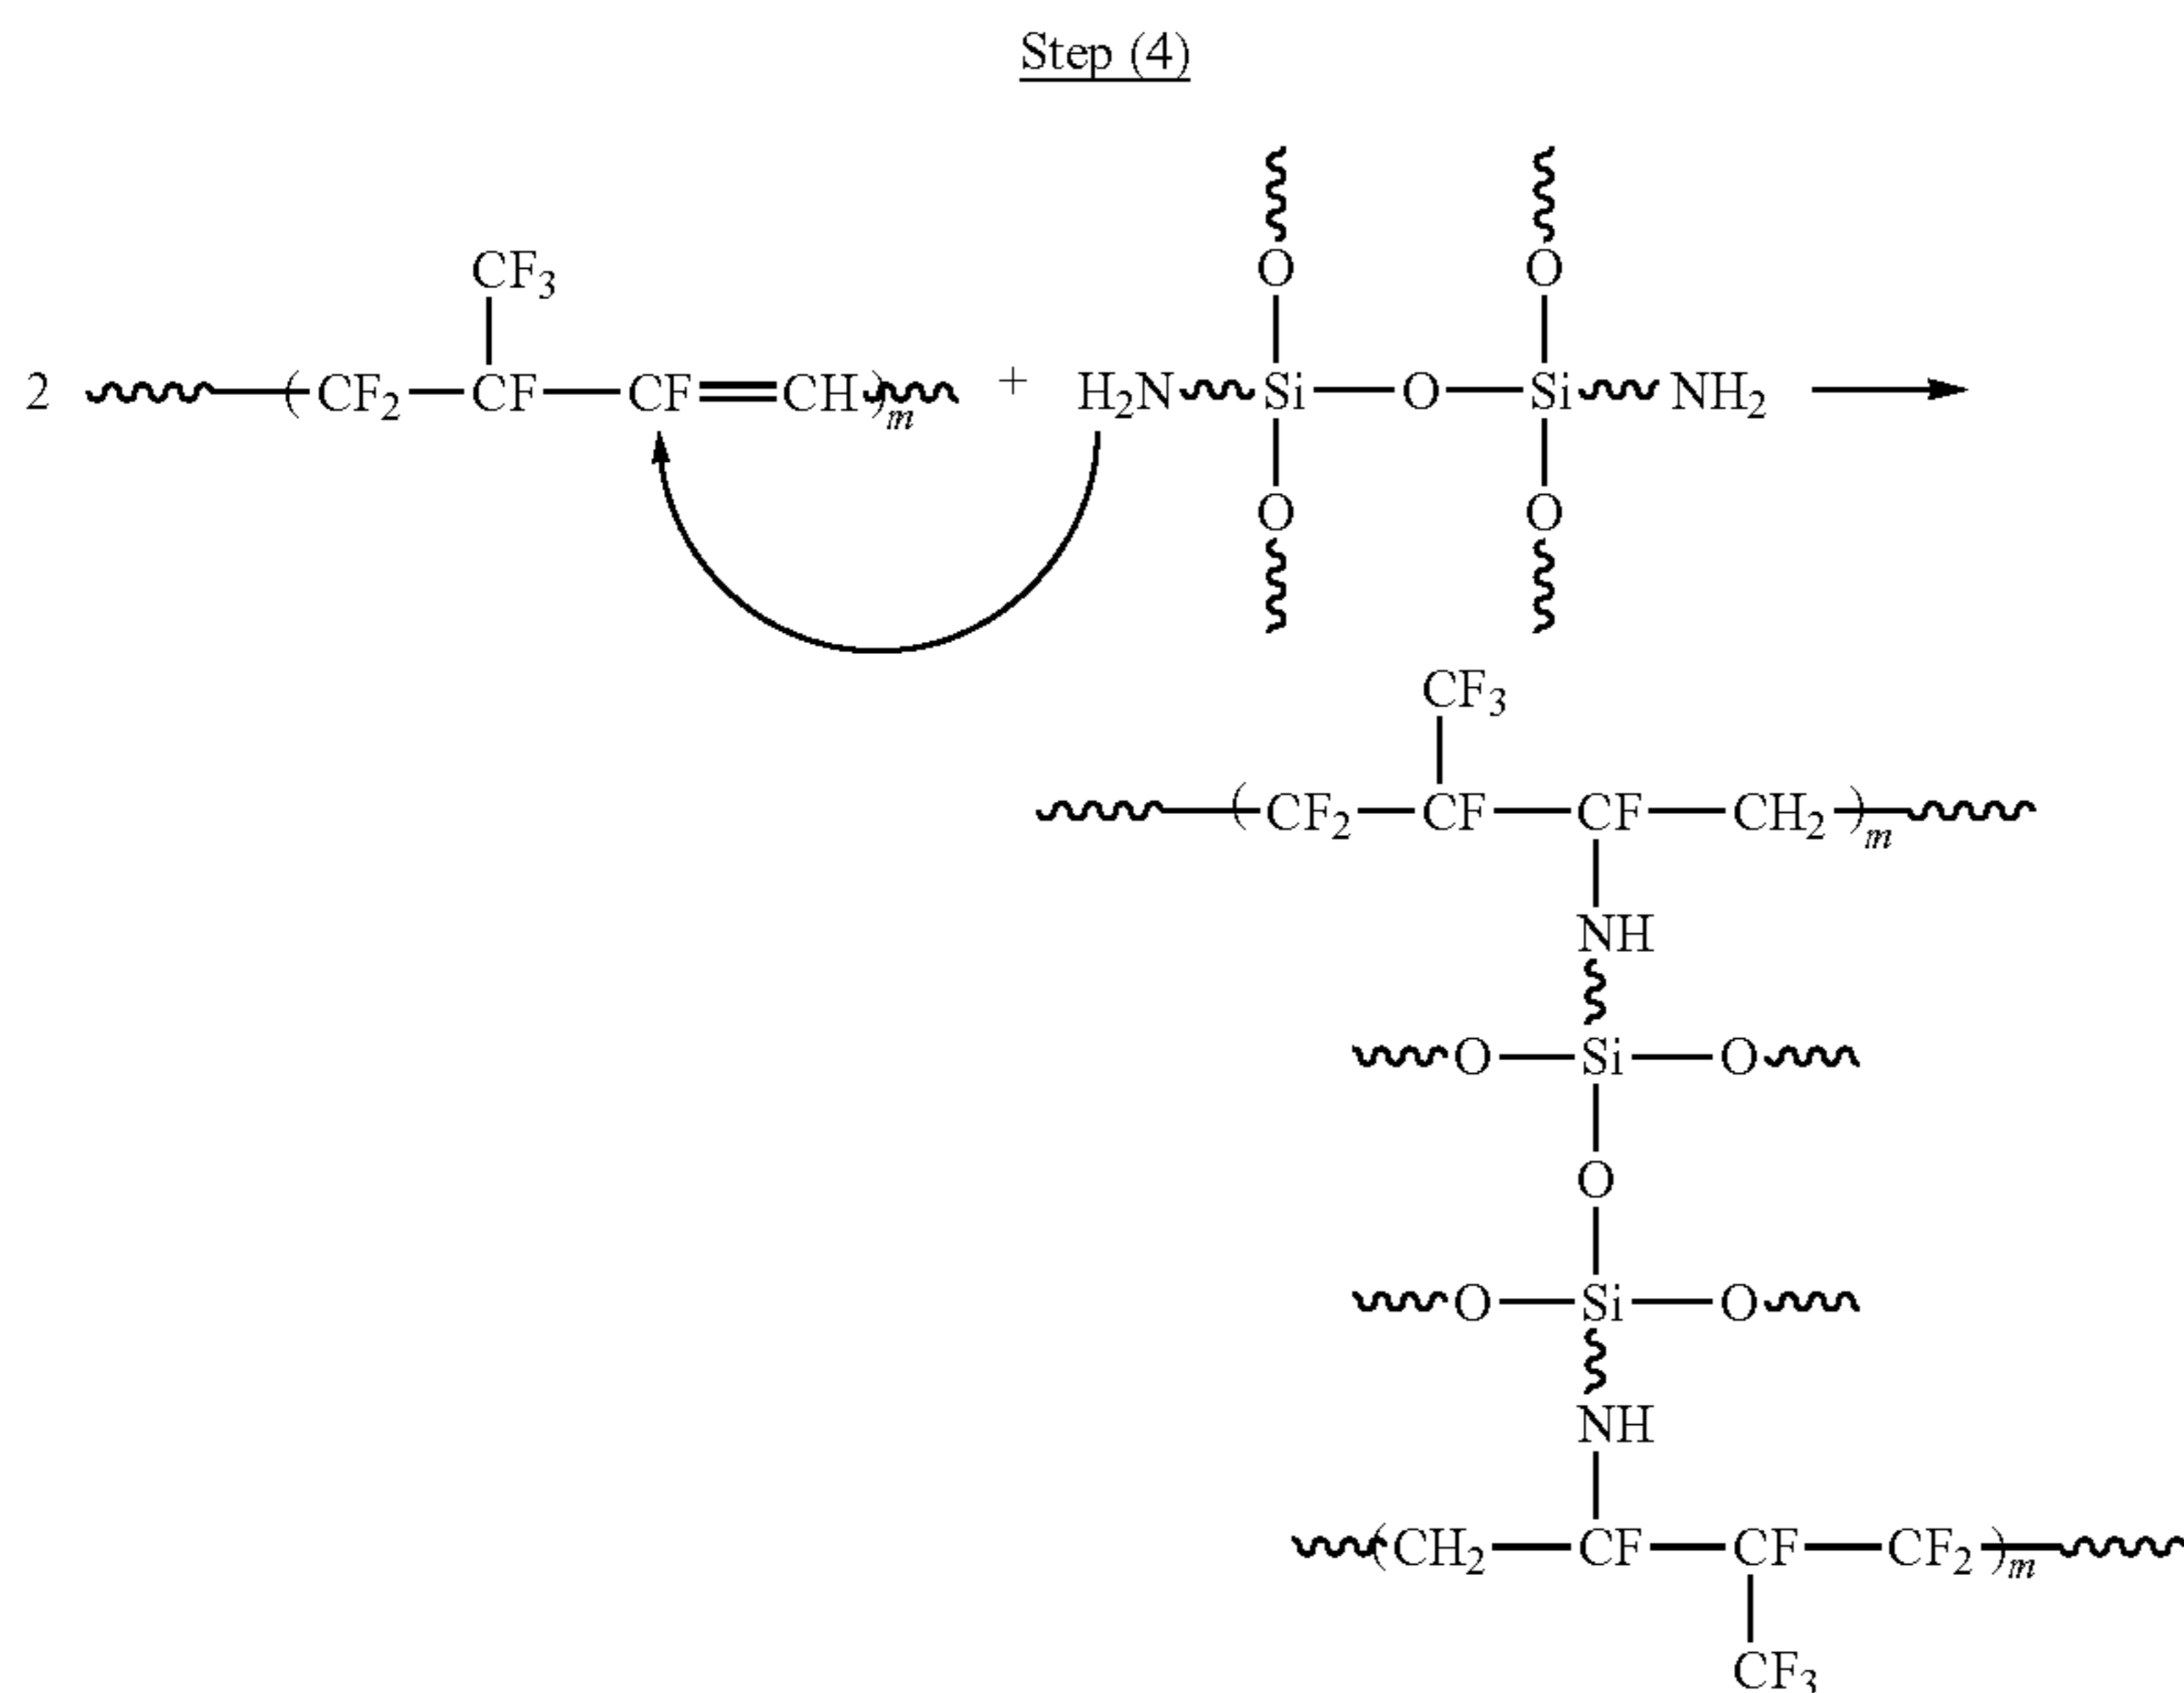 Step (4)
O O
CF3
2 ( CF2 CF CF CH )m + H2N Si O Si NH2
O O
CF3
( CF2 CF CF CH2 )m
NH
O Si O
O
O Si O
NH
( CH2 CF CF CF2 )m
CF3